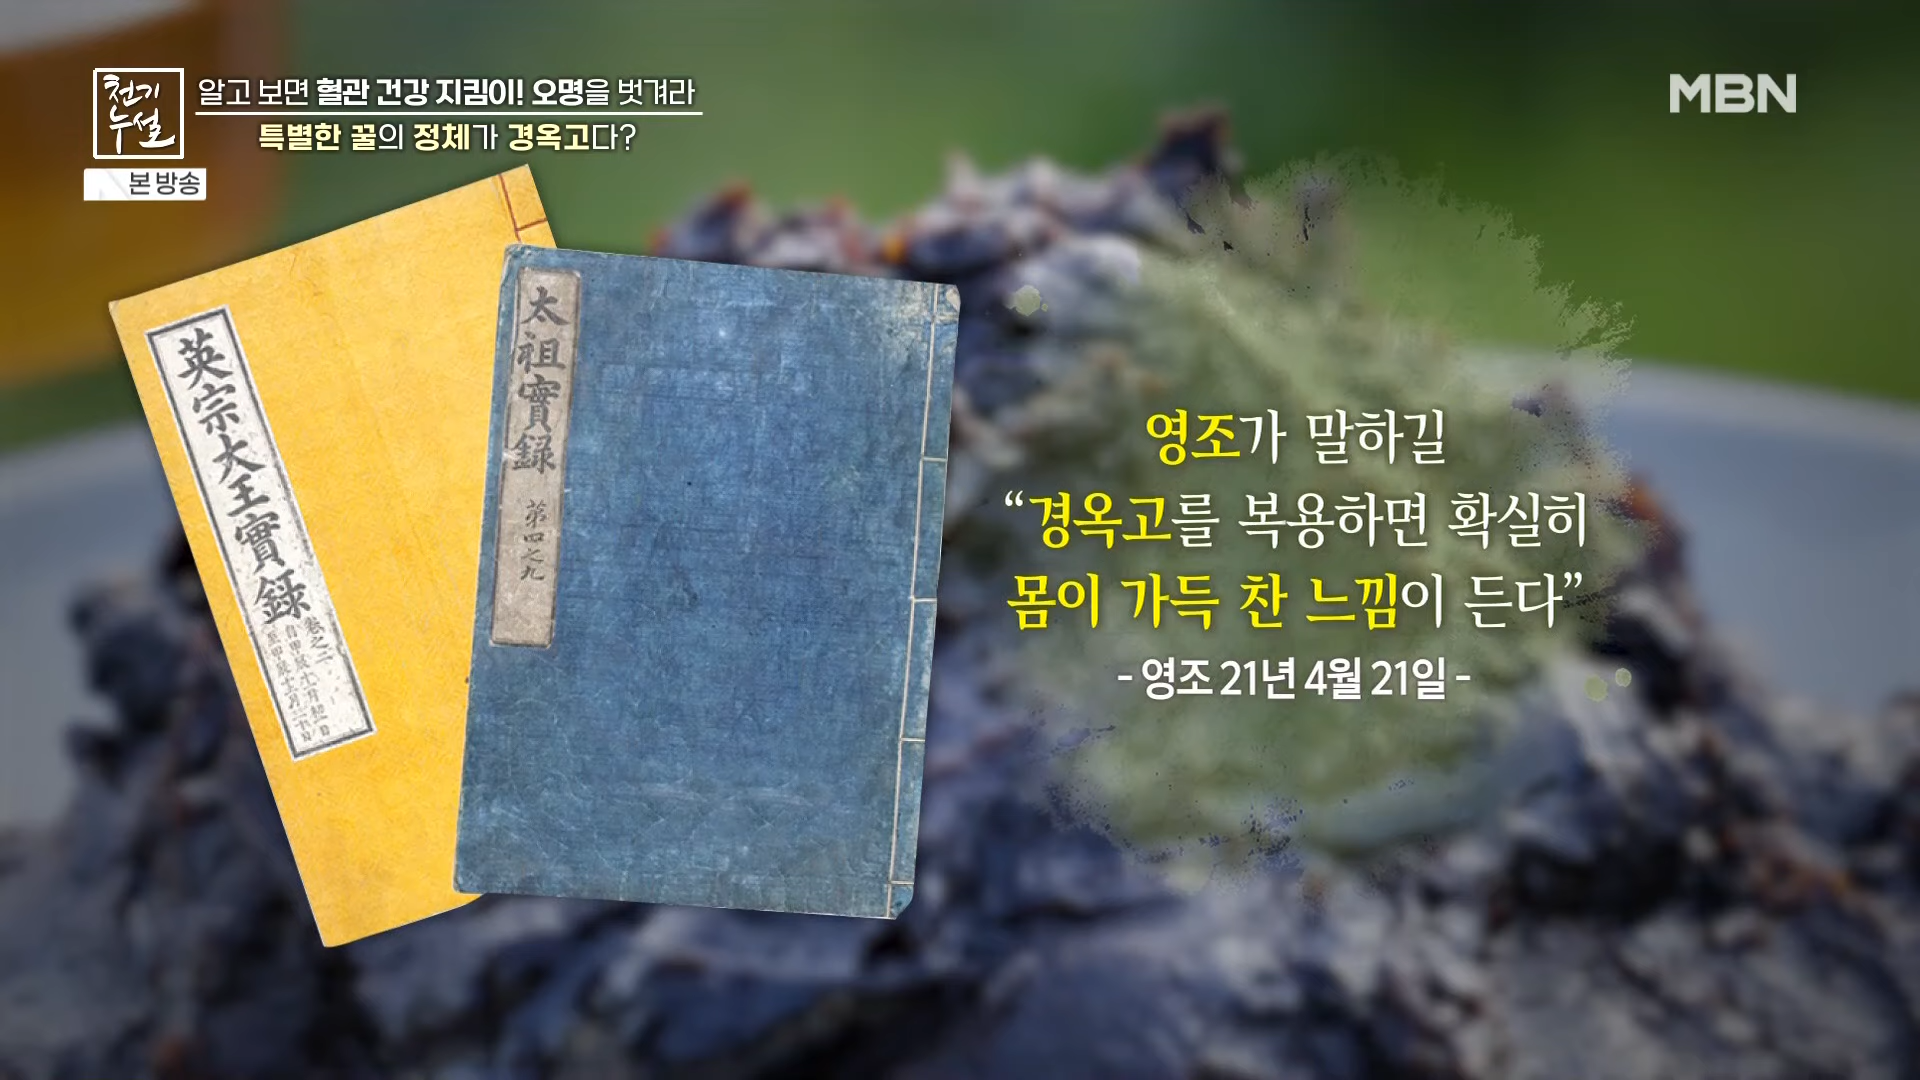 천기누설
알고 보면 혈관 건강 지킴이! 오명을 벗겨라
특별한 꿀의 정체가 경옥고다?
본 방송
MBN
英宗大王實錄
太祖實錄 第四之九
영조가 말하길
“경옥고를 복용하면 확실히
몸이 가득 찬 느낌이 든다”
- 영조 21년 4월 21일 -